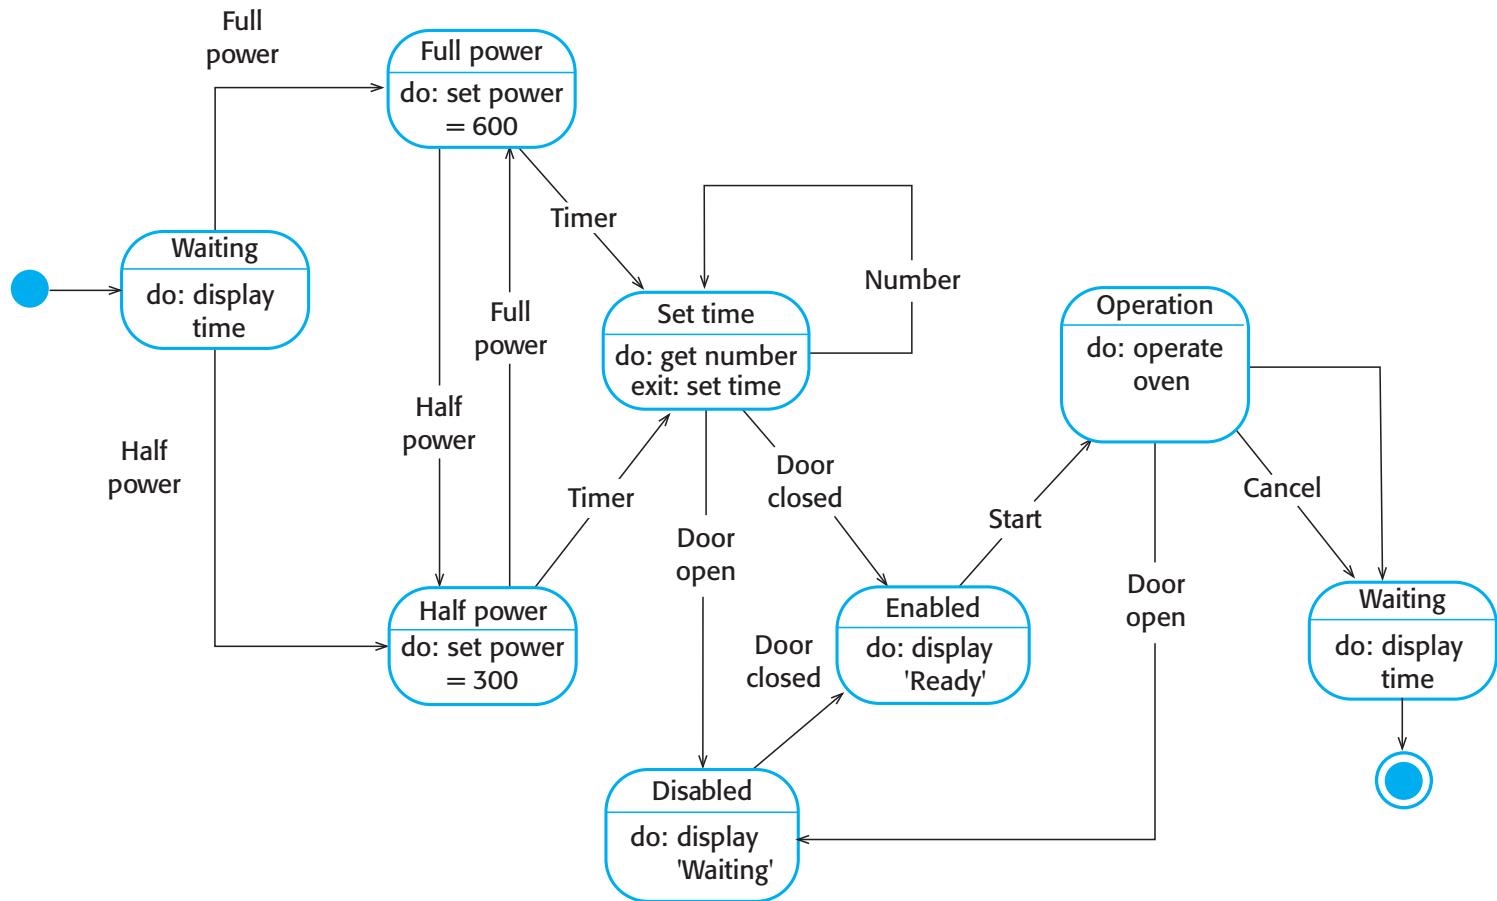 Full
power
Full power
do: set power
= 600
Timer
Waiting
do: display
time
Number
Full
power
Set time
do: get number
exit: set time
Operation
do: operate
oven
Half
power
Half
power
Timer
Door
closed
Door
open
Start
Cancel
Door
open
Half power
do: set power
= 300
Door
closed
Enabled
do: display
'Ready'
Waiting
do: display
time
Disabled
do: display
'Waiting'